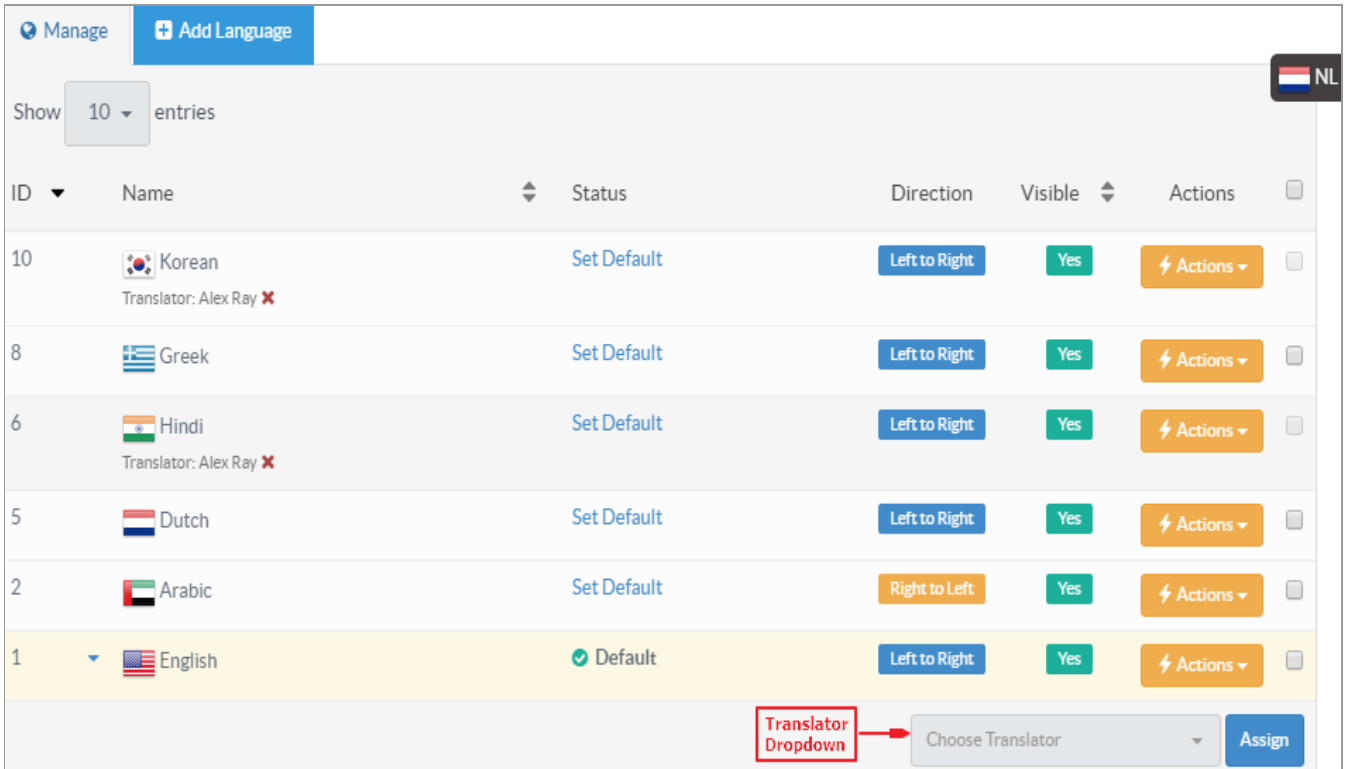 Manage Add Language
NL
Show 10 entries
ID Name Status Direction Visible Actions
10 Korean Set Default Left to Right Yes Actions
Translator: Alex Ray
8 Greek Set Default Left to Right Yes Actions
6 Hindi Set Default Left to Right Yes Actions
Translator: Alex Ray
5 Dutch Set Default Left to Right Yes Actions
2 Arabic Set Default Right to Left Yes Actions
1 English Default Left to Right Yes Actions
Translator
Dropdown
Choose Translator Assign